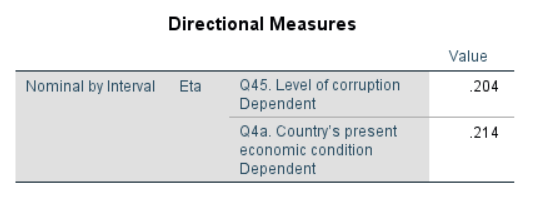 Directional Measures
Value
Nominal by Interval Eta Q45. Level of corruption .204
Dependent
Q4a. Country's present .214
economic condition
Dependent